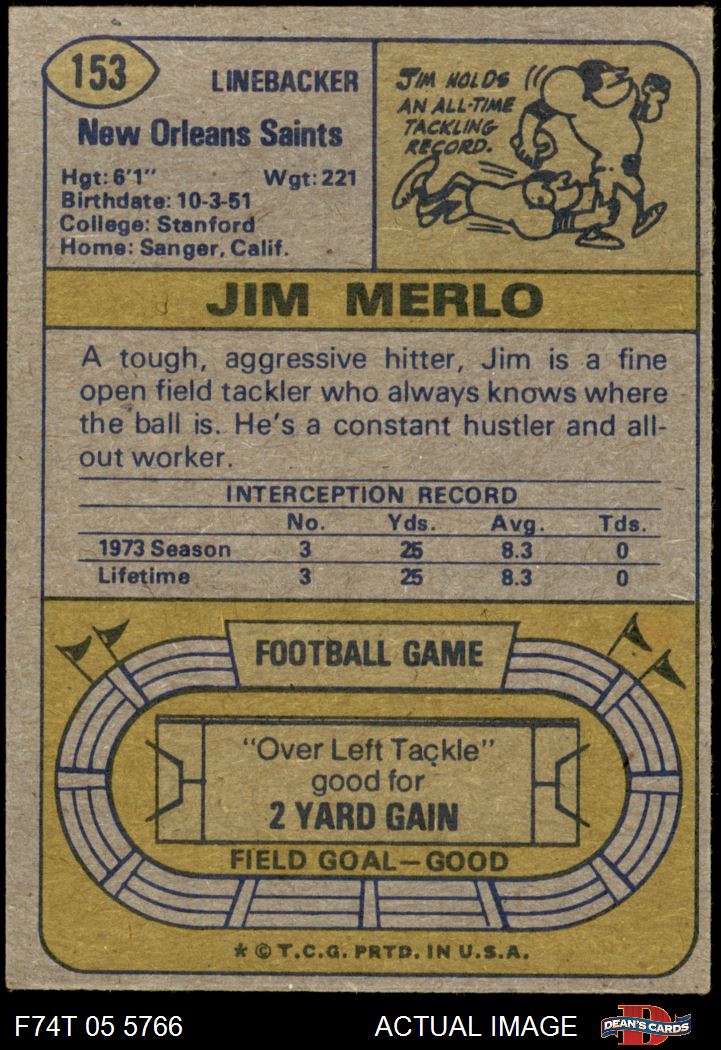 153
LINEBACKER
New Orleans Saints
Hgt: 6'1" Wgt: 221
Birthdate: 10-3-51
College: Stanford
Home: Sanger, Calif.
JIM HOLDS
AN ALL-TIME
TACKLING
RECORD.
JIM MERLO
A tough, aggressive hitter, Jim is a fine
open field tackler who always knows where
the ball is. He's a constant hustler and all-
out worker.
INTERCEPTION RECORD
No. Yds. Avg. Tds.
1973 Season 3 25 8.3 0
Lifetime 3 25 8.3 0
FOOTBALL GAME
"Over Left Tackle"
good for
2 YARD GAIN
FIELD GOAL—GOOD
* © T.C.G. PRTD. IN U.S.A.
F74T 05 5766 ACTUAL IMAGE
D
DEAN'S CARDS